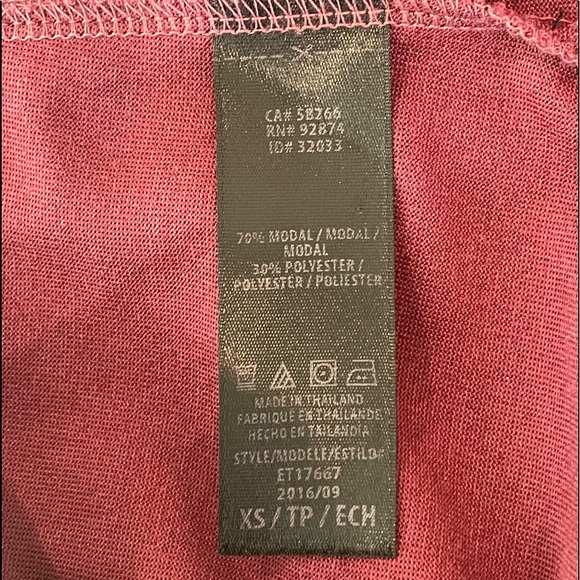 CA# 58266
RN# 92874
ID# 32033
70% MODAL / MODAL /
MODAL
30% POLYESTER /
POLYESTER / POLIESTER
MADE IN THAILAND
FABRIQUE EN THAILANDE
HECHO EN TAILANDIA
STYLE/MODELE/ESTILO#
ET17667
2016/09
XS / TP / ECH